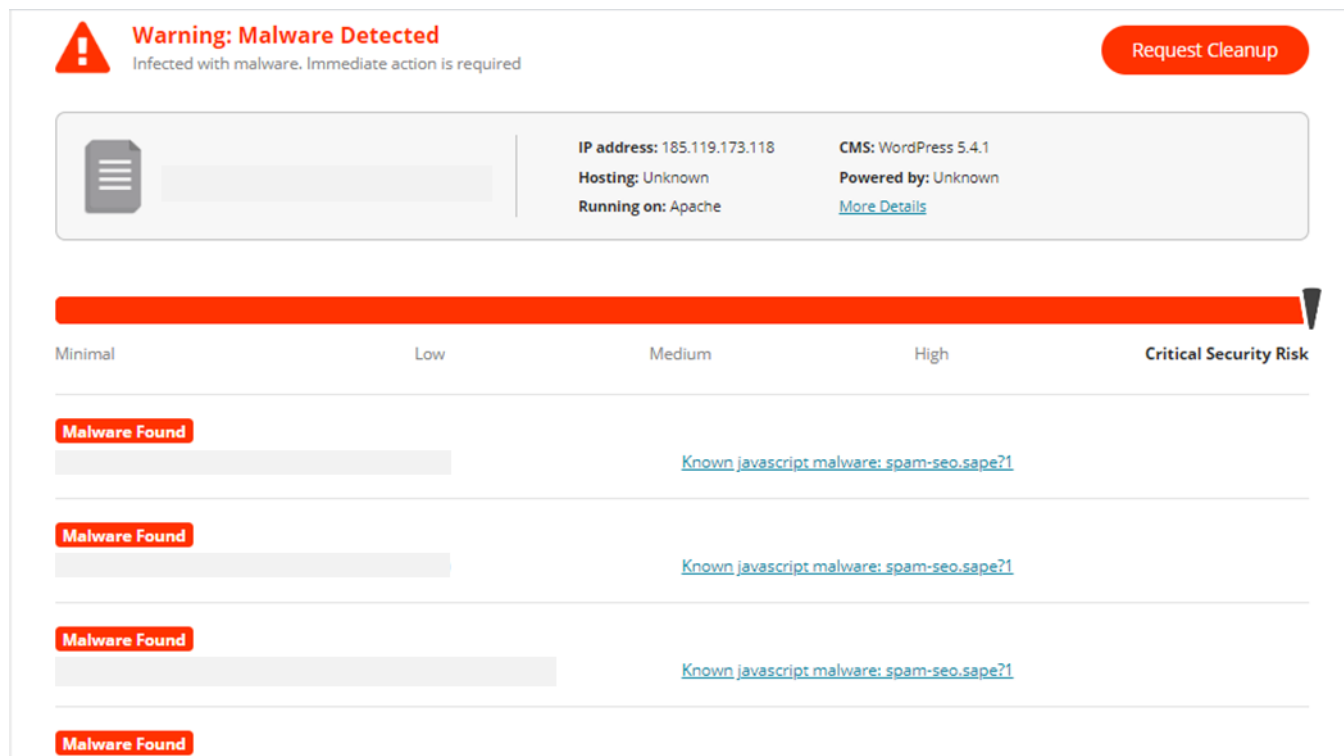 Warning: Malware Detected
Infected with malware. Immediate action is required
Request Cleanup
IP address: 185.119.173.118
CMS: WordPress 5.4.1
Hosting: Unknown
Powered by: Unknown
Running on: Apache
More Details
Minimal
Low
Medium
High
Critical Security Risk
Malware Found
Known javascript malware: spam-seo.sape?1
Malware Found
Known javascript malware: spam-seo.sape?1
Malware Found
Known javascript malware: spam-seo.sape?1
Malware Found